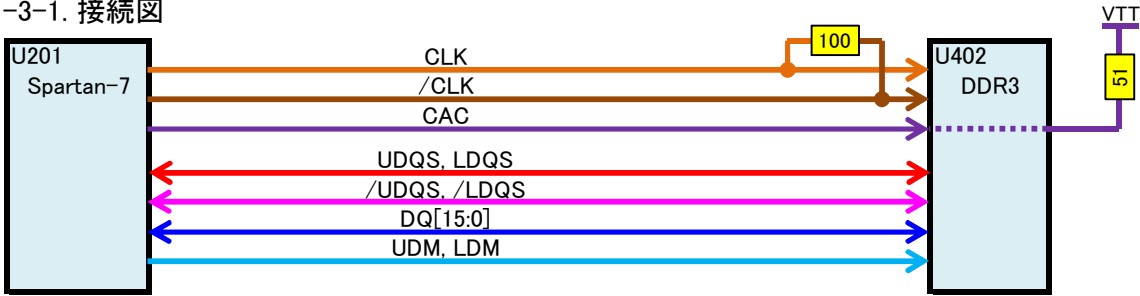 -3-1. 接続図
VTT
U201
Spartan-7
CLK
100
U402
DDR3
51
/CLK
CAC
UDQS, LDQS
/UDQS, /LDQS
DQ[15:0]
UDM, LDM